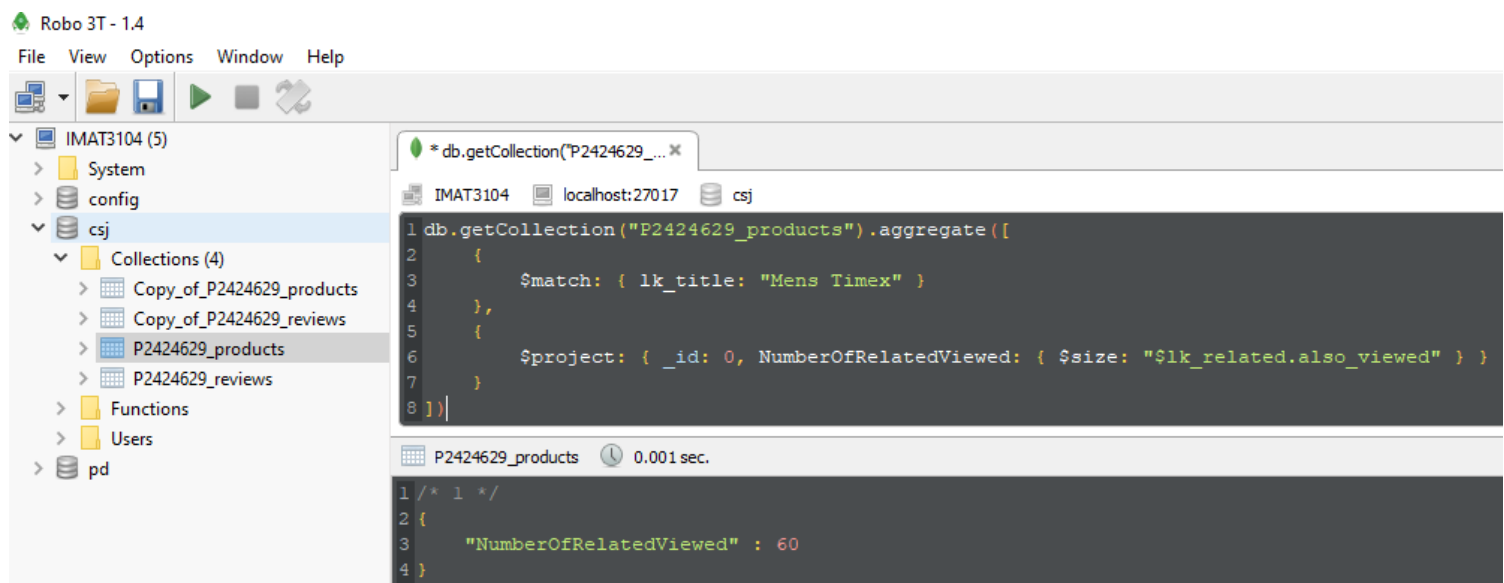 Robo 3T - 1.4
File View Options Window Help
IMAT3104 (5)
System
config
csj
Collections (4)
Copy_of_P2424629_products
Copy_of_P2424629_reviews
P2424629_products
P2424629_reviews
Functions
Users
pd
* db.getCollection("P2424629_...
IMAT3104 localhost:27017 csj
1 db.getCollection("P2424629_products").aggregate([
2 {
3 $match: { lk_title: "Mens Timex" }
4 },
5 {
6 $project: { _id: 0, NumberOfRelatedViewed: { $size: "$lk_related.also_viewed" } }
7 }
8 ])
P2424629_products 0.001 sec.
1 /* 1 */
2 {
3 "NumberOfRelatedViewed" : 60
4 }